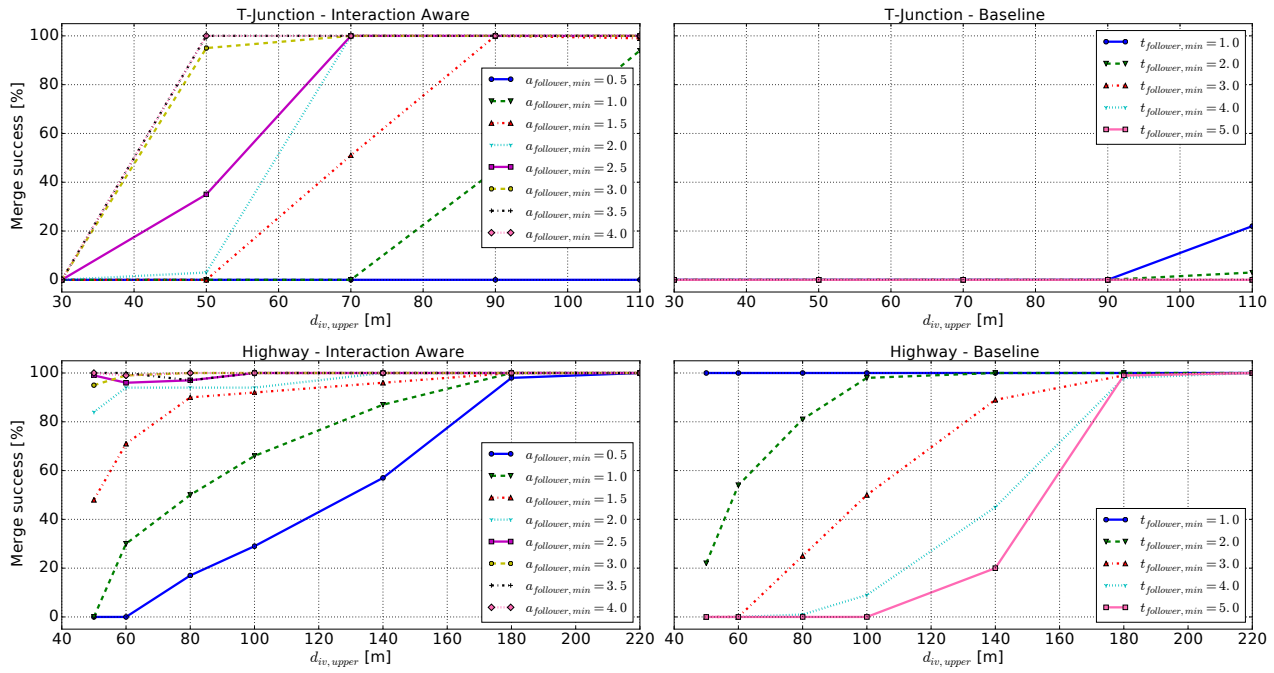 T-Junction - Interaction Aware
Merge success [%]
100
80
60
40
20
0
30 40 50 60 70 80 90 100 110
d_{iv,upper} [m]
a_{follower,min}=0.5
a_{follower,min}=1.0
a_{follower,min}=1.5
a_{follower,min}=2.0
a_{follower,min}=2.5
a_{follower,min}=3.0
a_{follower,min}=3.5
a_{follower,min}=4.0
T-Junction - Baseline
30 40 50 60 70 80 90 100 110
d_{iv,upper} [m]
t_{follower,min}=1.0
t_{follower,min}=2.0
t_{follower,min}=3.0
t_{follower,min}=4.0
t_{follower,min}=5.0
Highway - Interaction Aware
Merge success [%]
100
80
60
40
20
0
40 60 80 100 120 140 160 180 200 220
d_{iv,upper} [m]
a_{follower,min}=0.5
a_{follower,min}=1.0
a_{follower,min}=1.5
a_{follower,min}=2.0
a_{follower,min}=2.5
a_{follower,min}=3.0
a_{follower,min}=3.5
a_{follower,min}=4.0
Highway - Baseline
40 60 80 100 120 140 160 180 200 220
d_{iv,upper} [m]
t_{follower,min}=1.0
t_{follower,min}=2.0
t_{follower,min}=3.0
t_{follower,min}=4.0
t_{follower,min}=5.0